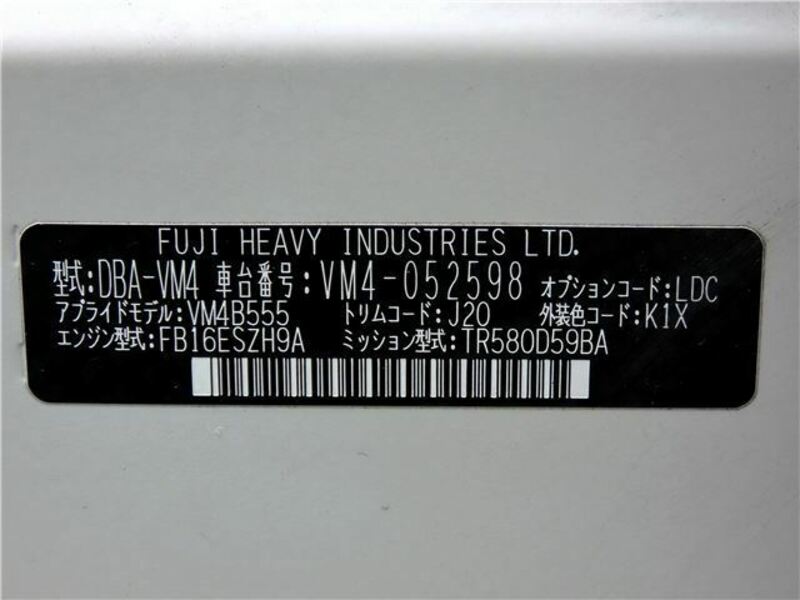 FUJI HEAVY INDUSTRIES LTD.
型式:DBA-VM4 車台番号:VM4-052598 オプションコード:LDC
アプライドモデル:VM4B555 トリムコード:J20 外装色コード:K1X
エンジン型式:FB16ESZH9A ミッション型式:TR580D59BA